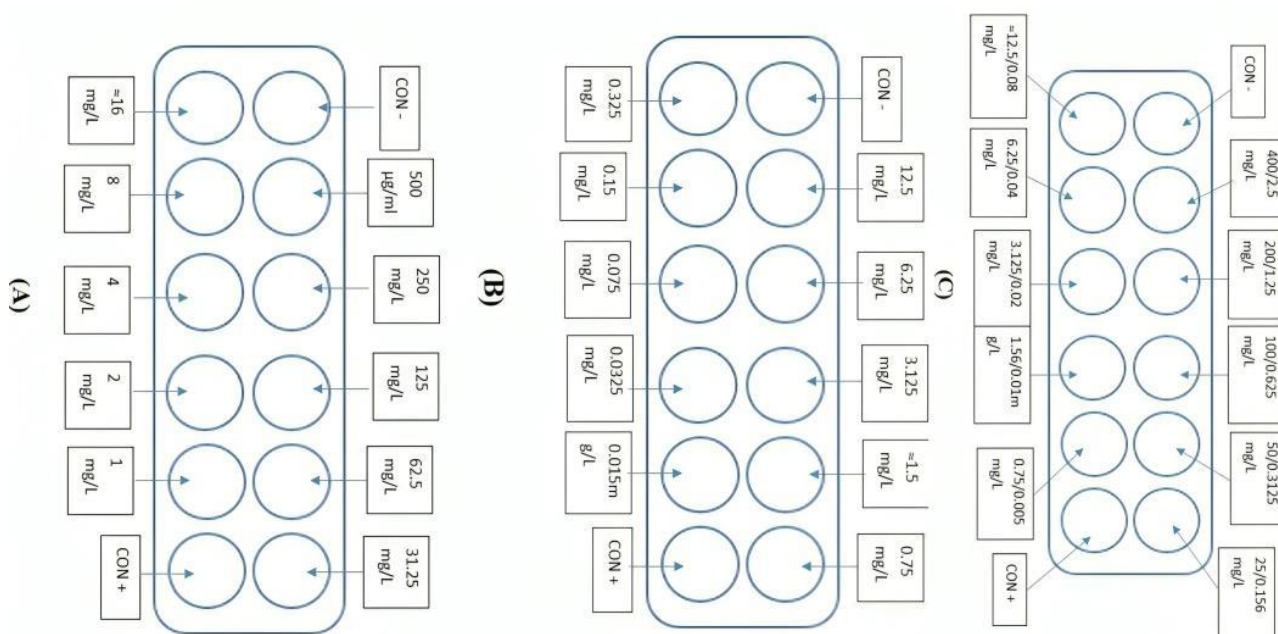 CON -
400/2.5
mg/L
200/1.25
mg/L
100/0.625
mg/L
50/0.3125
mg/L
25/0.156
mg/L
≈12.5/0.08
mg/L
6.25/0.04
mg/L
3.125/0.02
mg/L
1.56/0.01m
g/L
0.75/0.005
mg/L
CON +
(C)
CON -
12.5
mg/L
6.25
mg/L
3.125
mg/L
≈1.5
mg/L
0.75
mg/L
0.325
mg/L
0.15
mg/L
0.075
mg/L
0.0325
mg/L
0.015m
g/L
CON +
(B)
CON -
500
µg/ml
250
mg/L
125
mg/L
62.5
mg/L
31.25
mg/L
≈16
mg/L
8
mg/L
4
mg/L
2
mg/L
1
mg/L
CON +
(A)